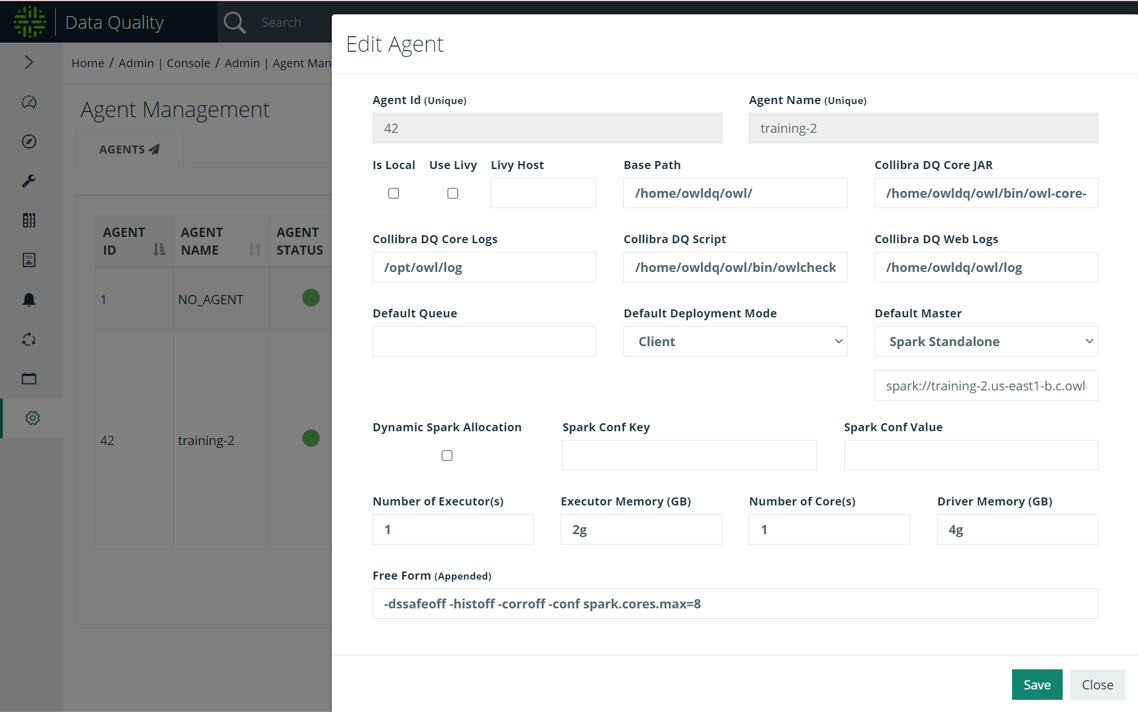 Data Quality
Search
Home / Admin | Console / Admin | Agent Man
Agent Management
AGENTS
AGENT ID
AGENT NAME
AGENT STATUS
1
NO_AGENT
42
training-2
Edit Agent
Agent Id (Unique)
Agent Name (Unique)
42
training-2
Is Local
Use Livy
Livy Host
Base Path
Collibra DQ Core JAR
/home/owldq/owl/
/home/owldq/owl/bin/owl-core-
Collibra DQ Core Logs
Collibra DQ Script
Collibra DQ Web Logs
/opt/owl/log
/home/owldq/owl/bin/owlcheck
/home/owldq/owl/log
Default Queue
Default Deployment Mode
Default Master
Client
Spark Standalone
spark://training-2.us-east1-b.c.owl-
Dynamic Spark Allocation
Spark Conf Key
Spark Conf Value
Number of Executor(s)
Executor Memory (GB)
Number of Core(s)
Driver Memory (GB)
1
2g
1
4g
Free Form (Appended)
-dssafeoff -histoff -corroff -conf spark.cores.max=8
Save
Close